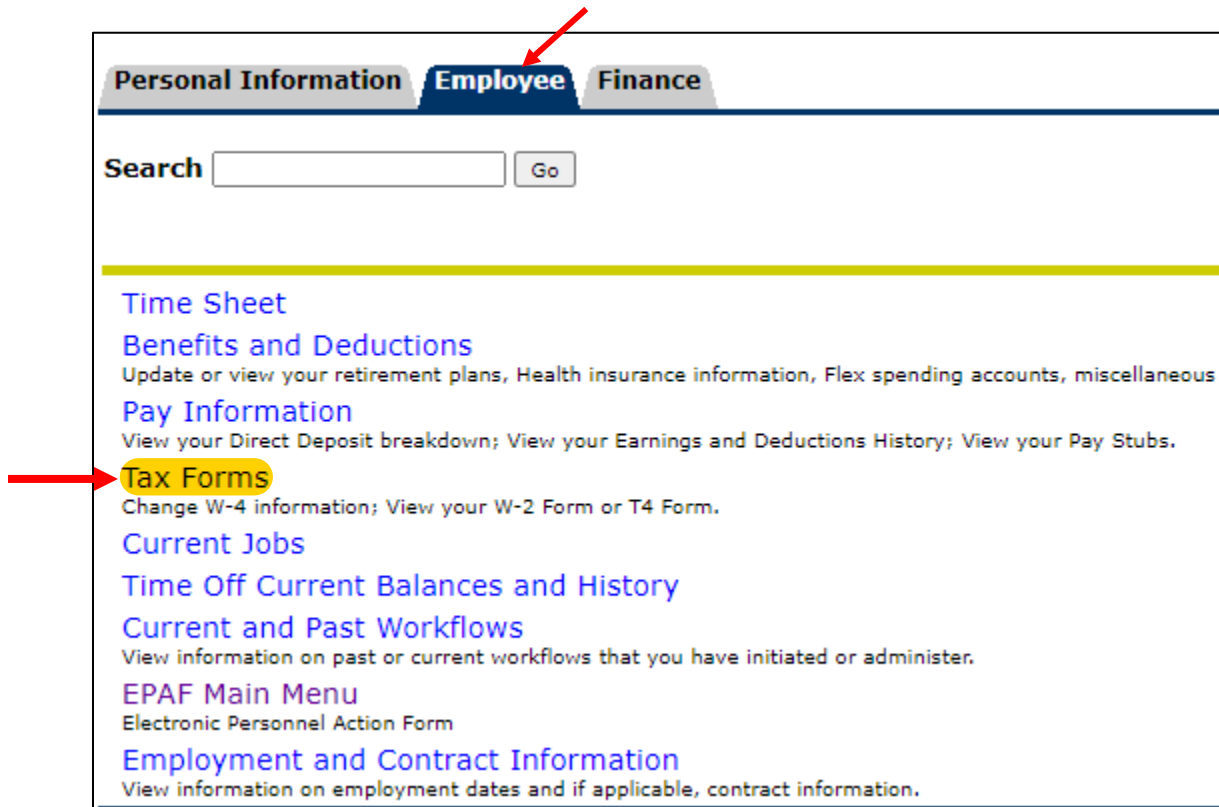 Personal Information Employee Finance
Search Go
Time Sheet
Benefits and Deductions
Update or view your retirement plans, Health insurance information, Flex spending accounts, miscellaneous
Pay Information
View your Direct Deposit breakdown; View your Earnings and Deductions History; View your Pay Stubs.
Tax Forms
Change W-4 information; View your W-2 Form or T4 Form.
Current Jobs
Time Off Current Balances and History
Current and Past Workflows
View information on past or current workflows that you have initiated or administer.
EPAF Main Menu
Electronic Personnel Action Form
Employment and Contract Information
View information on employment dates and if applicable, contract information.